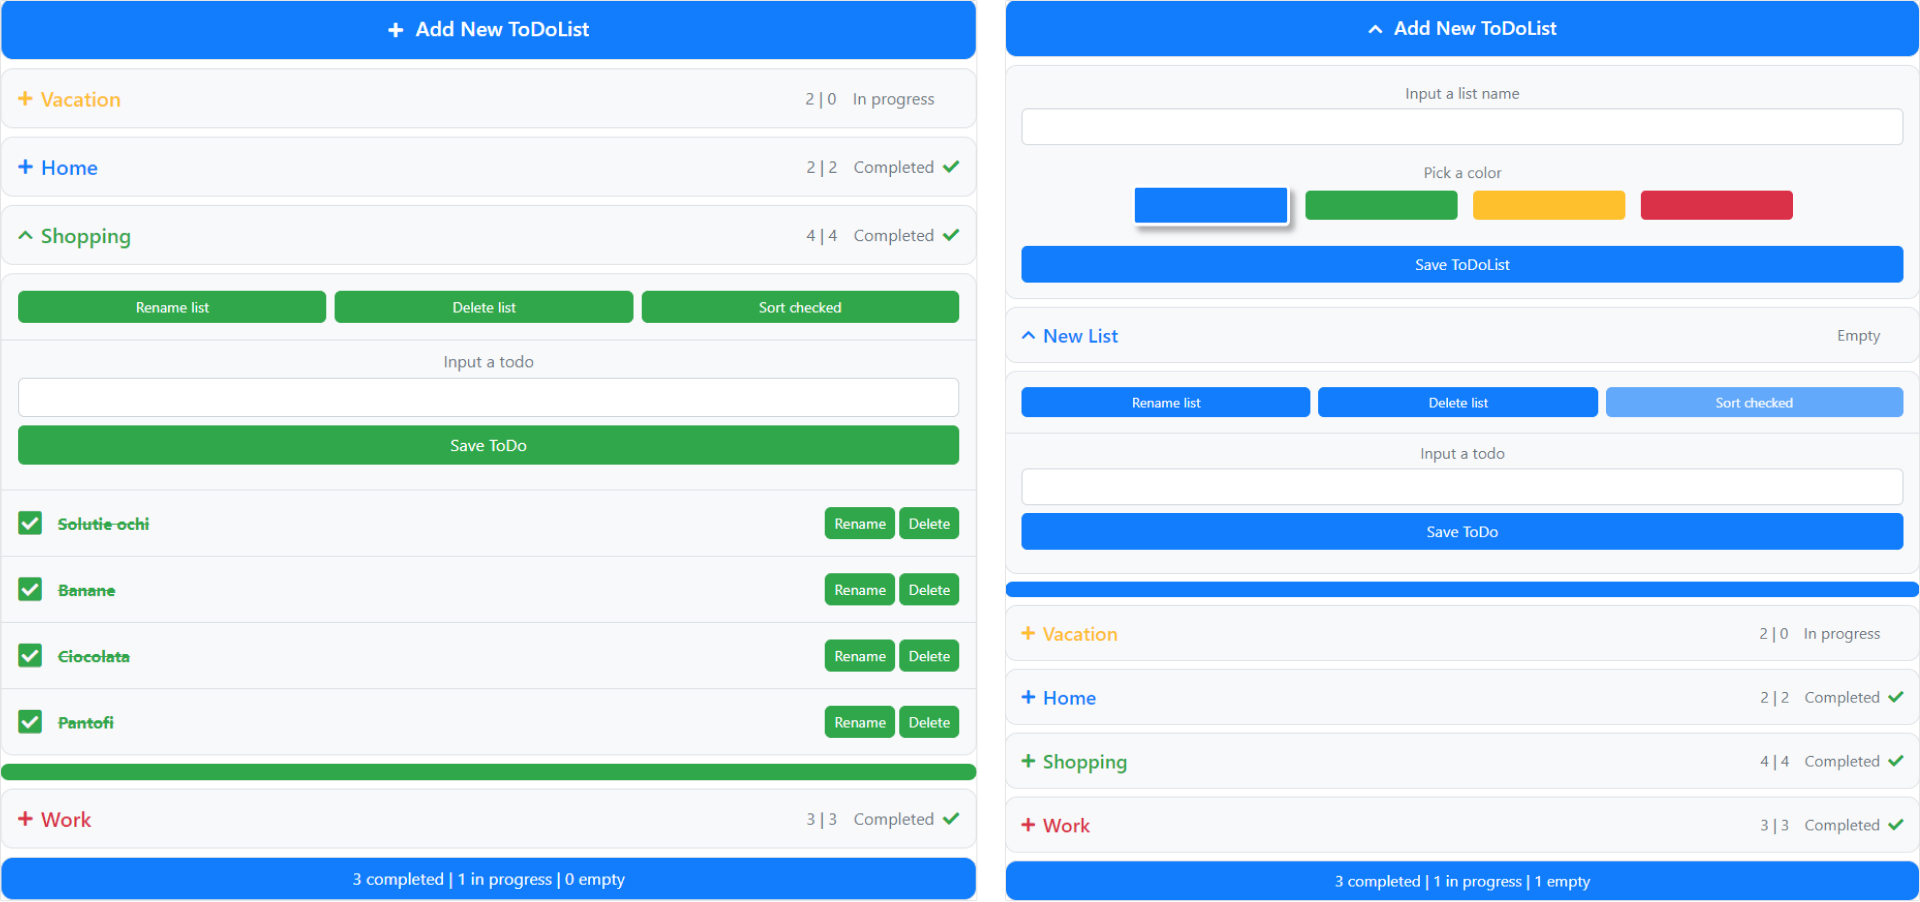 Add New ToDoList
Vacation 2 | 0 In progress
Home 2 | 2 Completed
Shopping 4 | 4 Completed
Rename list Delete list Sort checked
Input a todo
Save ToDo
Solutie ochi Rename Delete
Banane Rename Delete
Ciocolata Rename Delete
Pantofi Rename Delete
Work 3 | 3 Completed
3 completed | 1 in progress | 0 empty
Add New ToDoList
Input a list name
Pick a color
Save ToDoList
New List Empty
Rename list Delete list Sort checked
Input a todo
Save ToDo
Vacation 2 | 0 In progress
Home 2 | 2 Completed
Shopping 4 | 4 Completed
Work 3 | 3 Completed
3 completed | 1 in progress | 1 empty